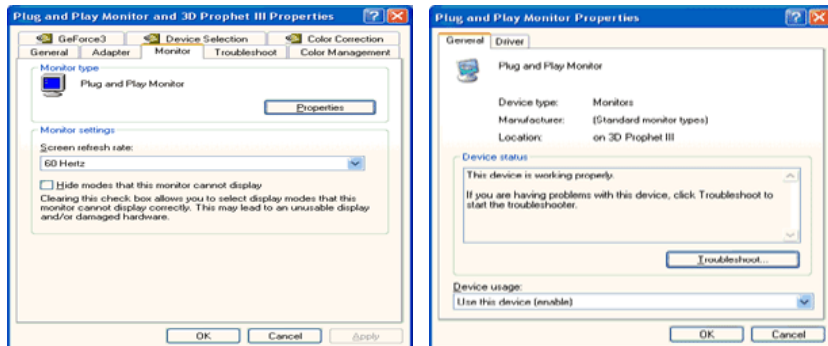 Plug and Play Monitor and 3D Prophet III Properties
GeForce3 Device Selection Color Correction
General Adapter Monitor Troubleshoot Color Management
Monitor type
Plug and Play Monitor
Properties
Monitor settings
Screen refresh rate:
60 Hertz
Hide modes that this monitor cannot display
Clearing this check box allows you to select display modes that this
monitor cannot display correctly. This may lead to an unusable display
and/or damaged hardware.
OK Cancel Apply
Plug and Play Monitor Properties
General Driver
Plug and Play Monitor
Device type: Monitors
Manufacturer: (Standard monitor types)
Location: on 3D Prophet III
Device status
This device is working properly.
If you are having problems with this device, click Troubleshoot to
start the troubleshooter.
Troubleshoot...
Device usage:
Use this device (enable)
OK Cancel